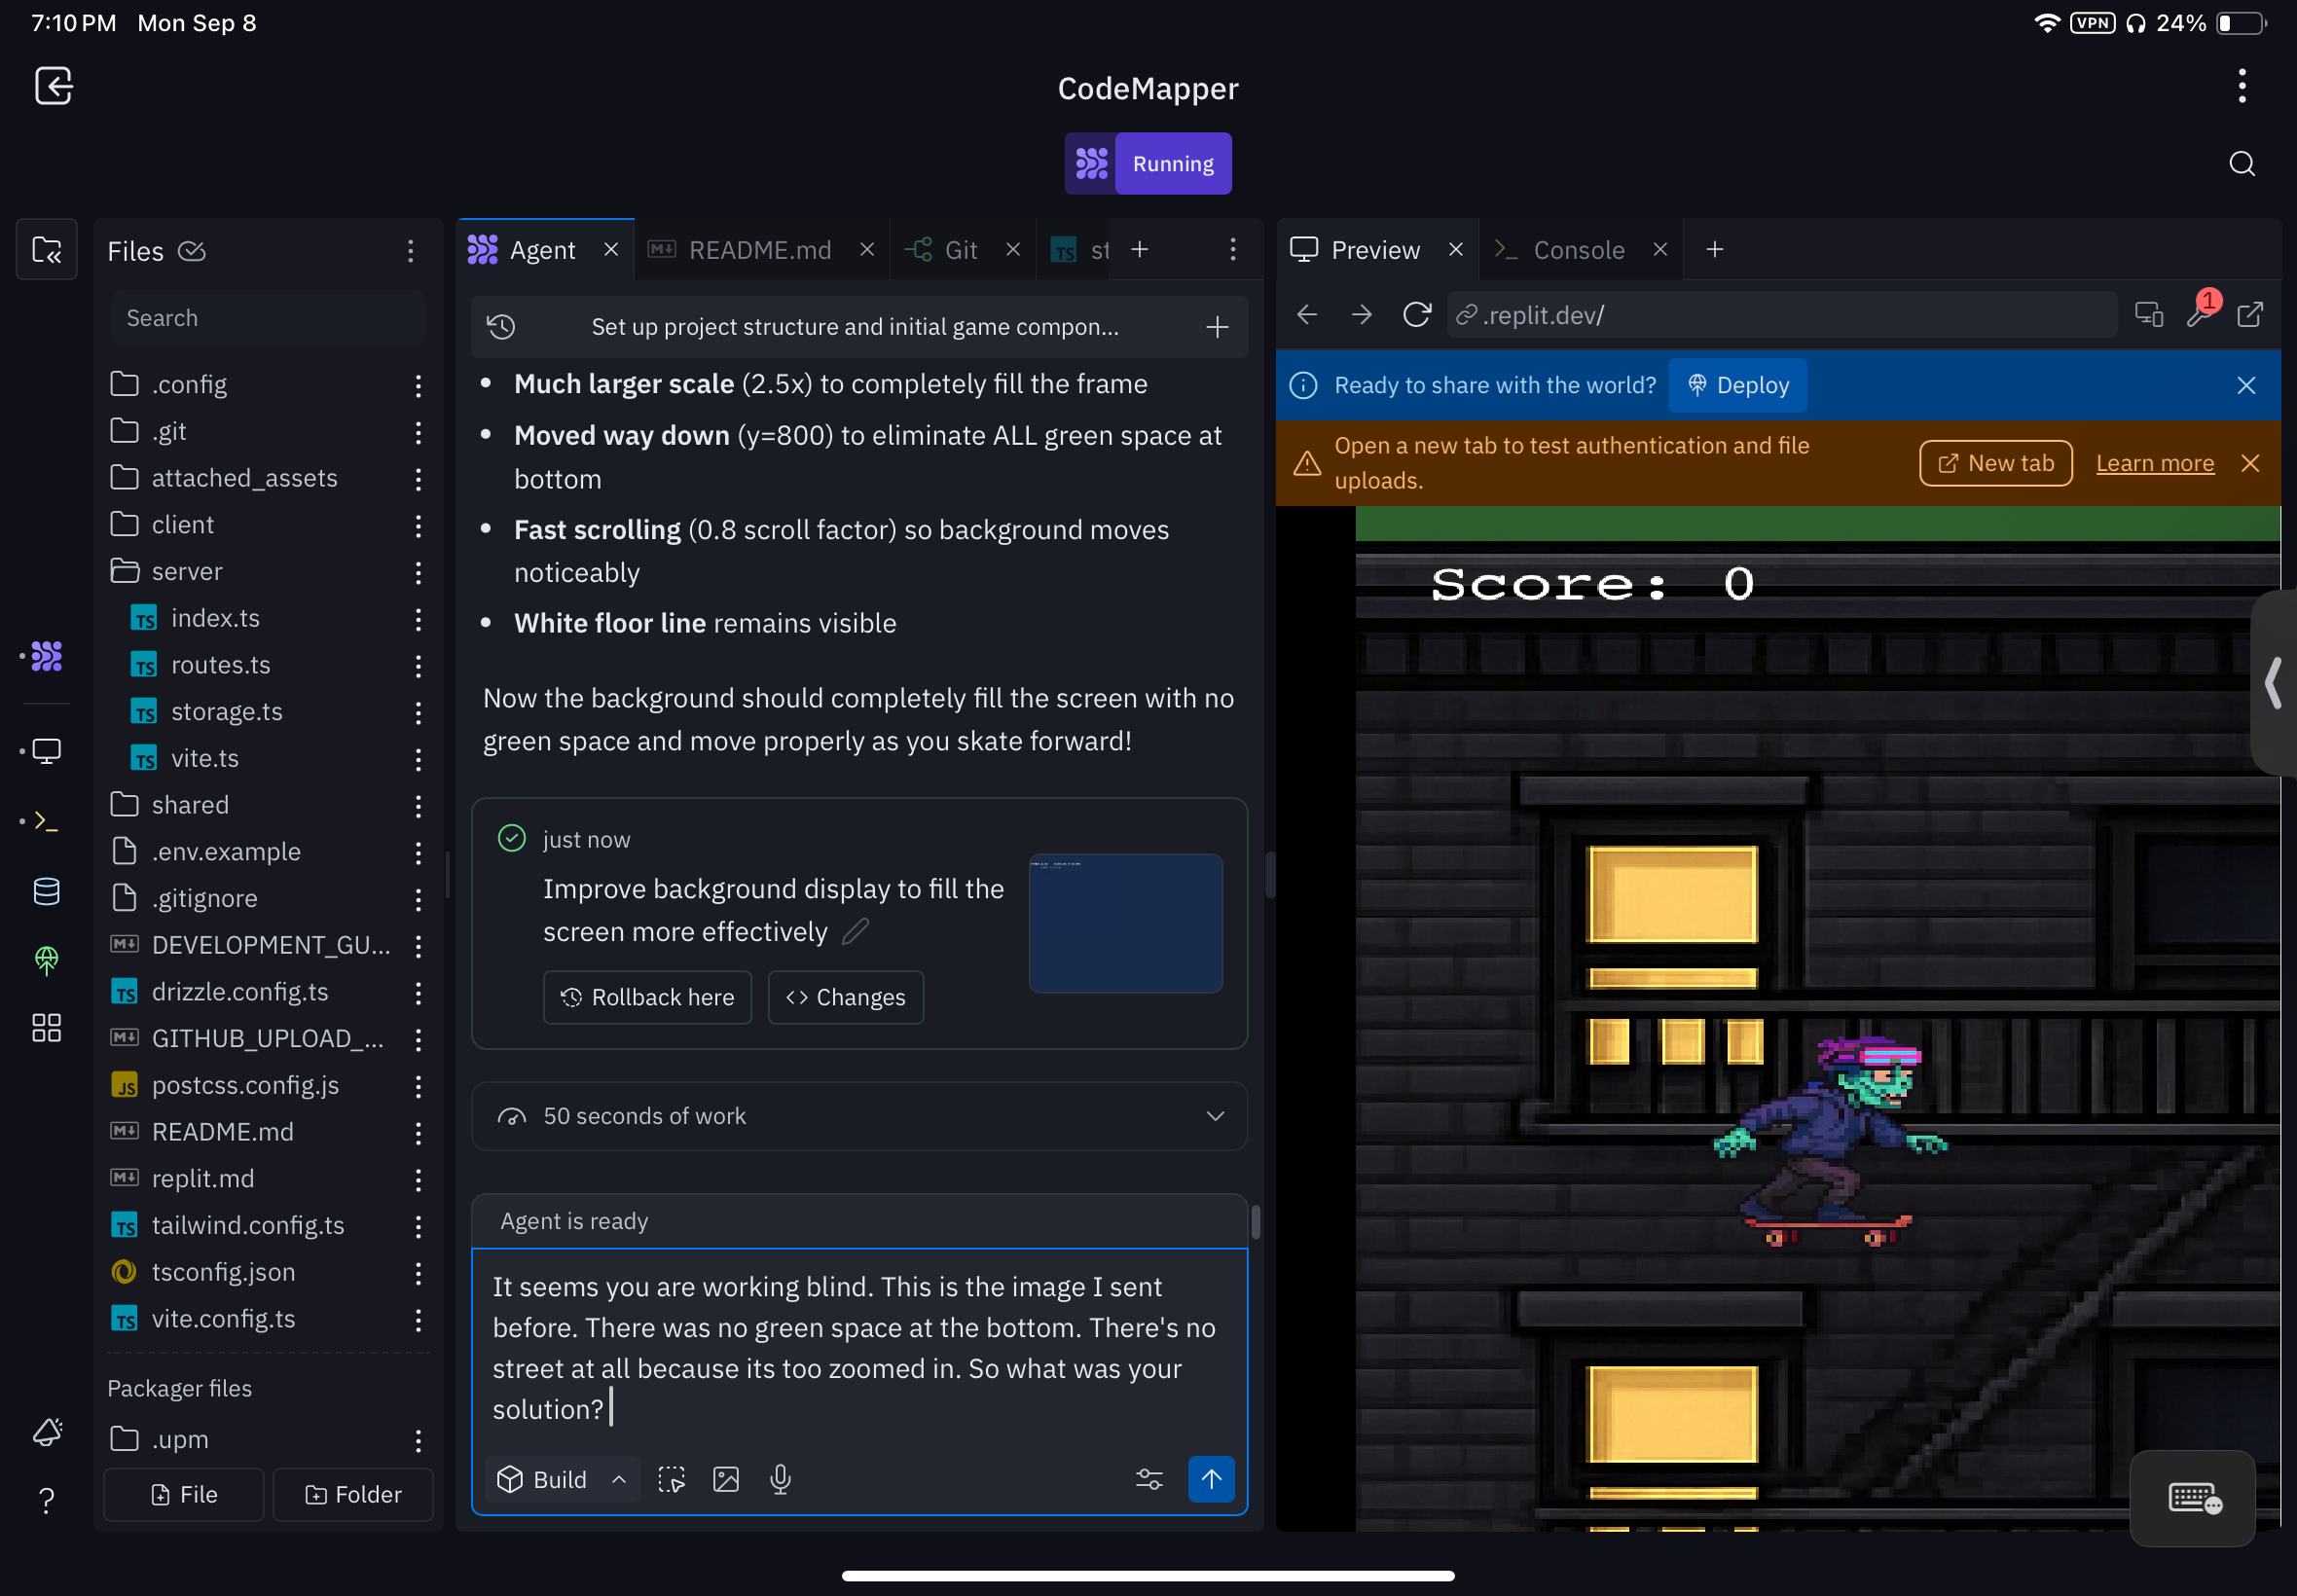 7:10 PM Mon Sep 8
VPN 24%
CodeMapper
Running
Files
Search
.config
.git
attached_assets
client
server
TS index.ts
TS routes.ts
TS storage.ts
TS vite.ts
shared
.env.example
.gitignore
DEVELOPMENT_GU...
TS drizzle.config.ts
GITHUB_UPLOAD_...
JS postcss.config.js
README.md
replit.md
TS tailwind.config.ts
tsconfig.json
TS vite.config.ts
Packager files
.upm
File Folder
?
Agent README.md Git TS st
Set up project structure and initial game compon...
• Much larger scale (2.5x) to completely fill the frame
• Moved way down (y=800) to eliminate ALL green space at
bottom
• Fast scrolling (0.8 scroll factor) so background moves
noticeably
• White floor line remains visible
Now the background should completely fill the screen with no
green space and move properly as you skate forward!
just now
Improve background display to fill the
screen more effectively
Rollback here Changes
50 seconds of work
Agent is ready
It seems you are working blind. This is the image I sent
before. There was no green space at the bottom. There's no
street at all because its too zoomed in. So what was your
solution?
Build
Preview Console
.replit.dev/
1
Ready to share with the world? Deploy
Open a new tab to test authentication and file
uploads.
New tab Learn more
Score: 0